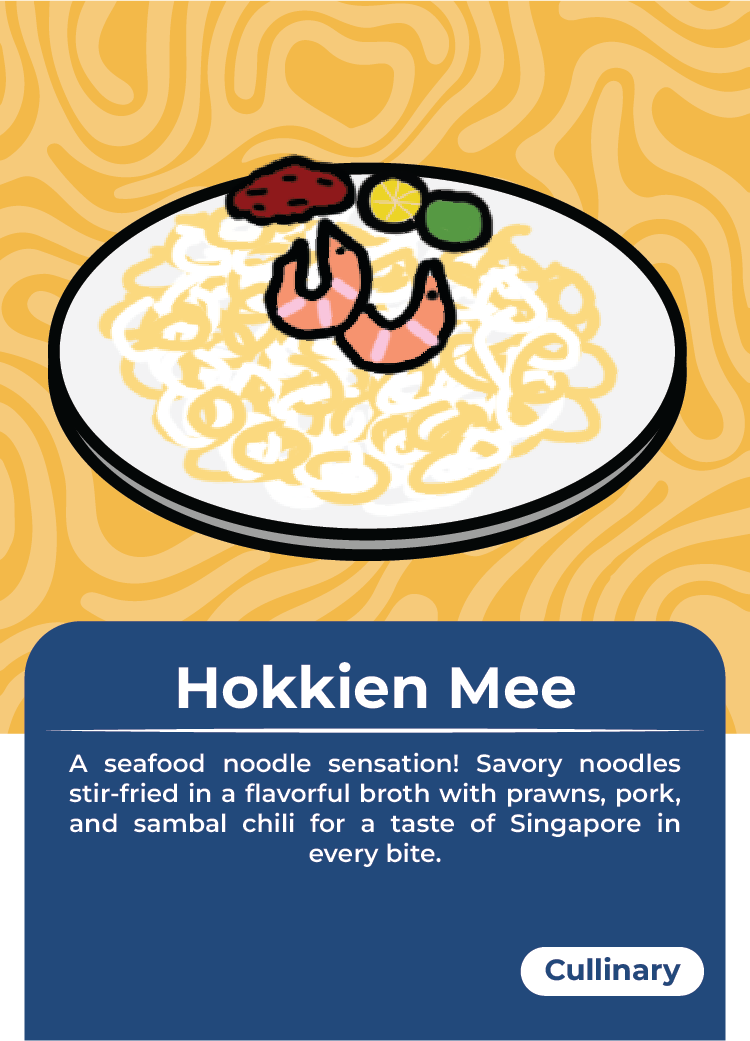 Hokkien Mee
A seafood noodle sensation! Savory noodles
stir-fried in a flavorful broth with prawns, pork,
and sambal chili for a taste of Singapore in
every bite.
Cullinary